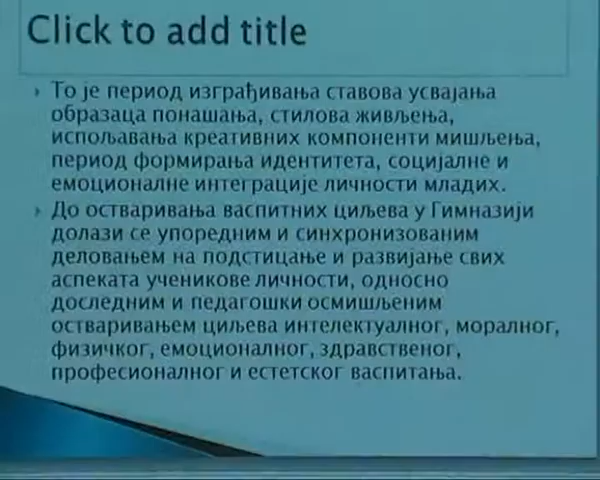 Click to add title
То је период изграђивања ставова усвајања
образаца понашања, стилова живљења,
испољавања креативних компоненти мишљења,
период формирања идентитета, социјалне и
емоционалне интеграције личности младих.
До остваривања васпитних циљева у Гимназији
долази се упоредним и синхронизованим
деловањем на подстицање и развијање свих
аспеката ученикове личности, односно
доследним и педагошки осмишљеним
остваривањем циљева интелектуалног, моралног,
физичког, емоционалног, здравственог,
професионалног и естетског васпитања.